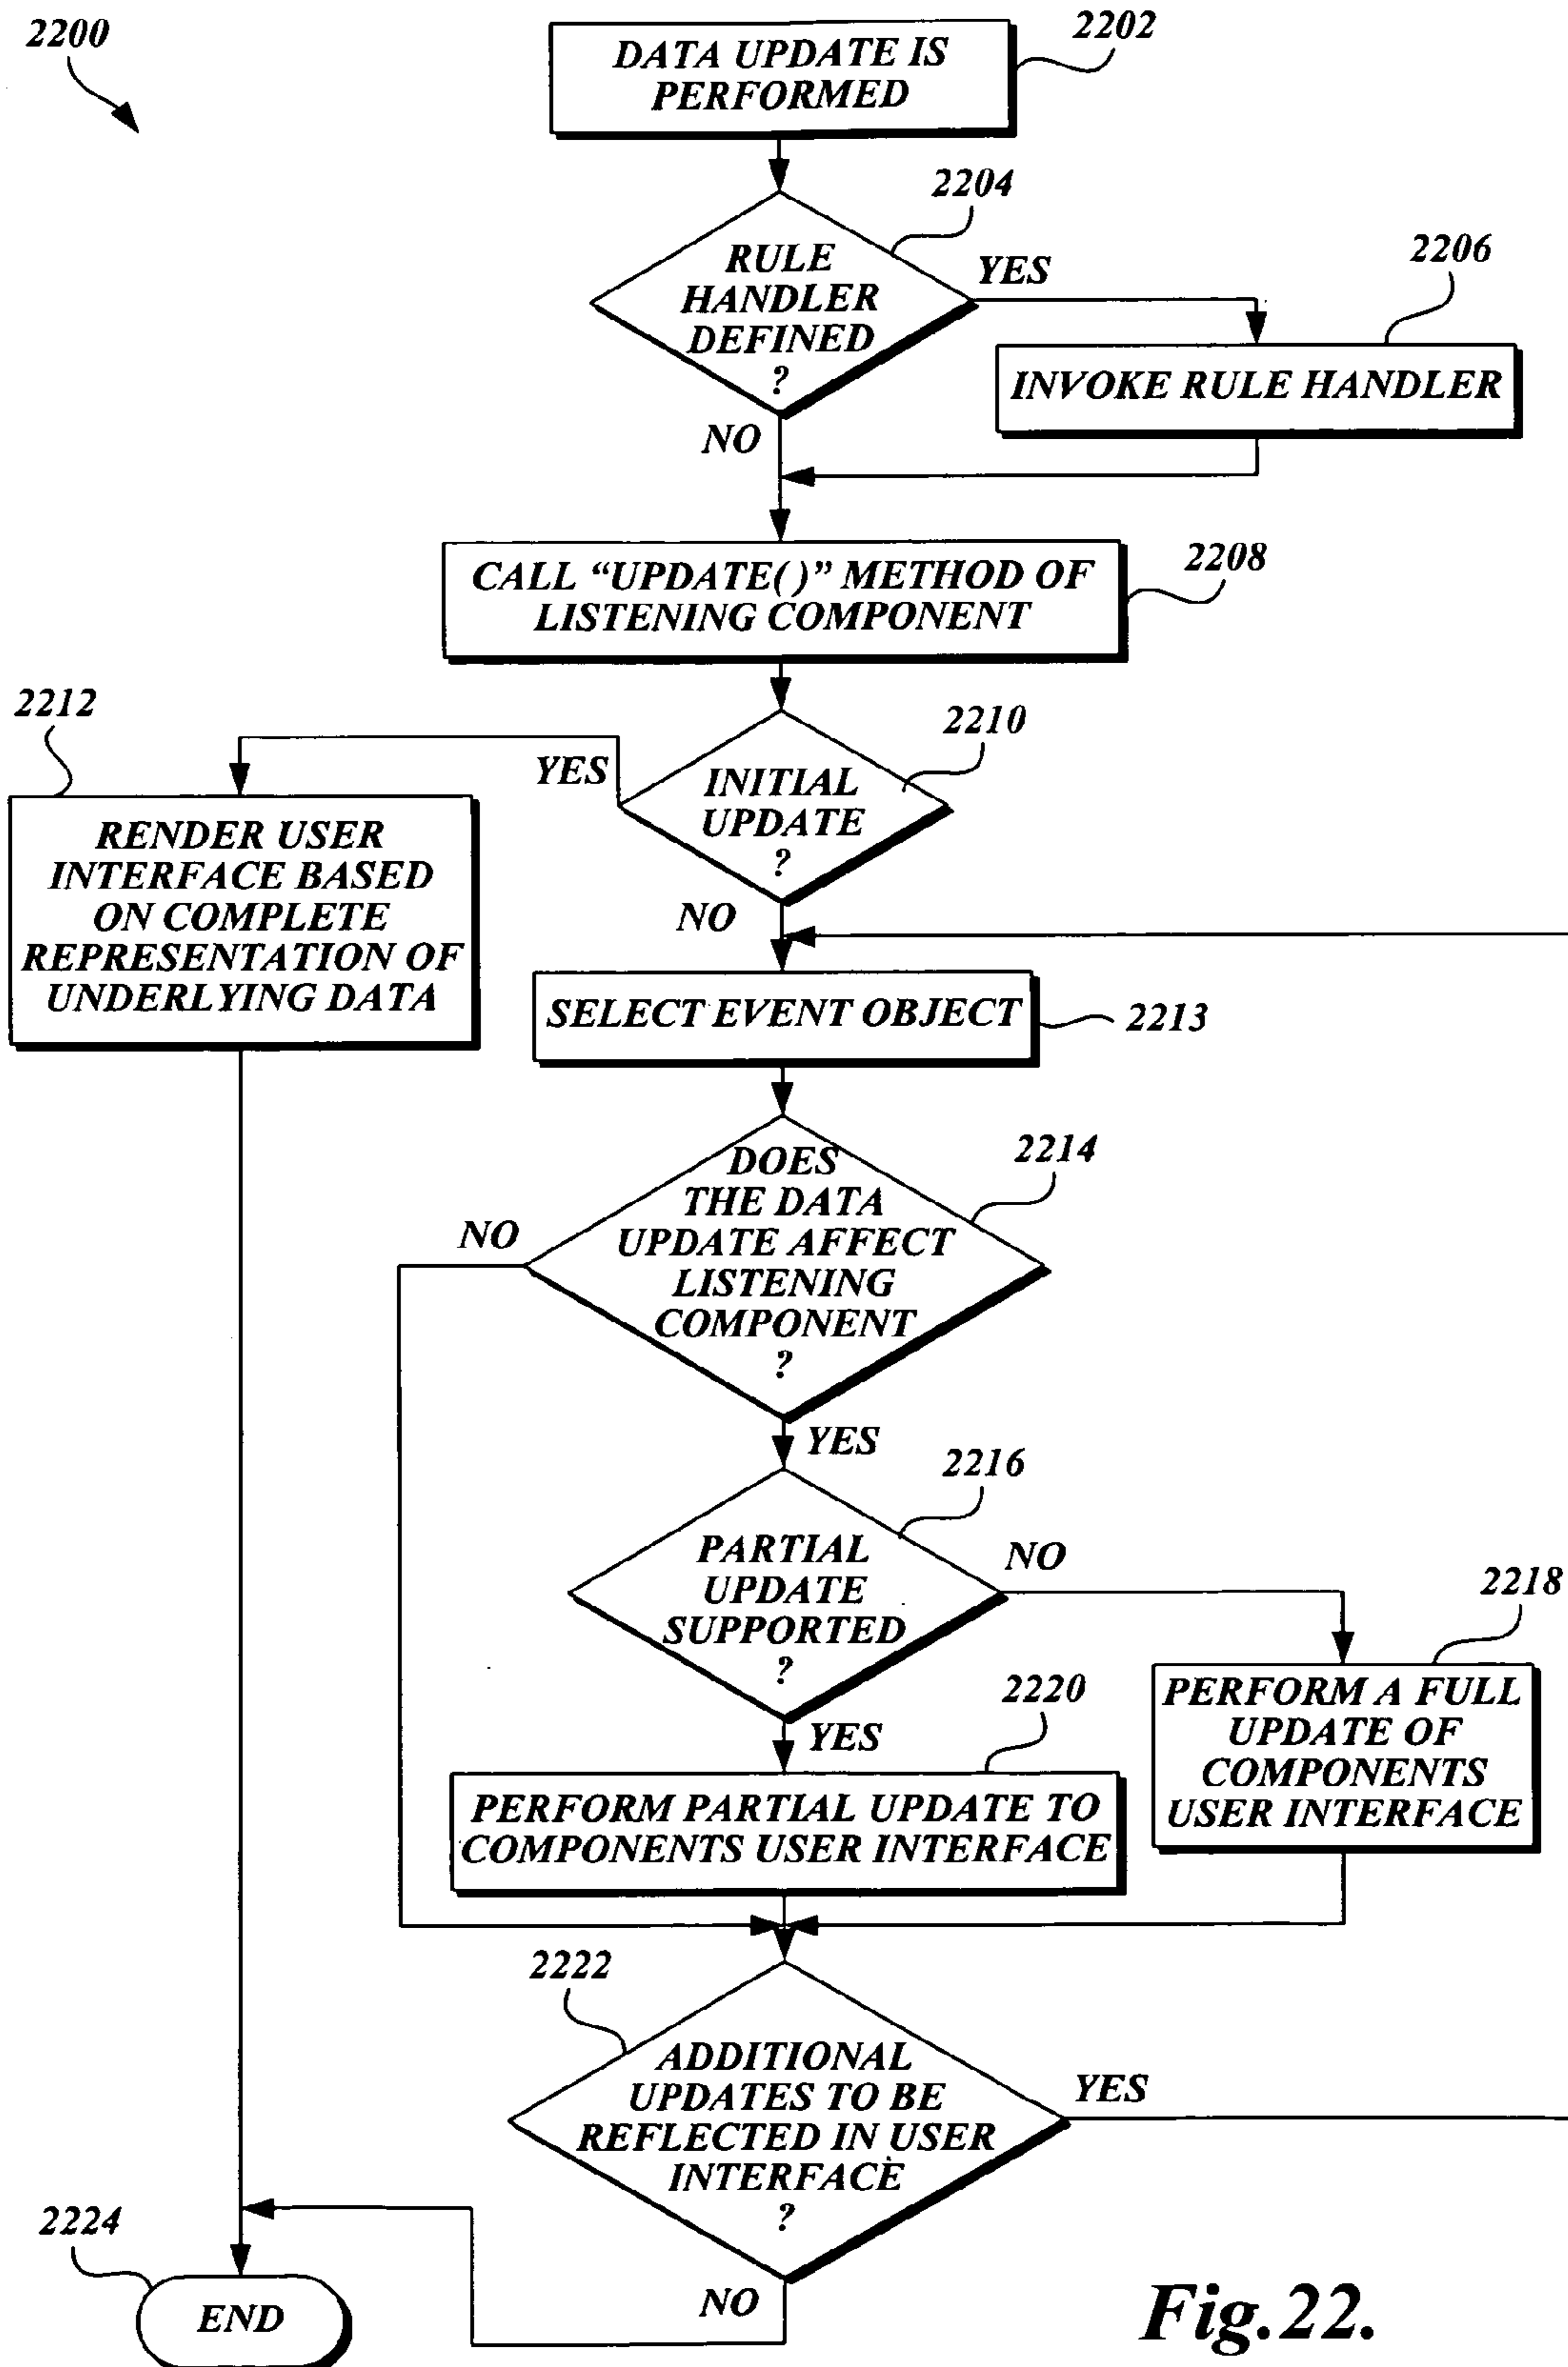 2200
DATA UPDATE IS
PERFORMED
2202
2204
RULE
HANDLER
DEFINED
?
YES
NO
2206
INVOKE RULE HANDLER
CALL “UPDATE( )” METHOD OF
LISTENING COMPONENT
2208
2210
INITIAL
UPDATE
?
YES
NO
2212
RENDER USER
INTERFACE BASED
ON COMPLETE
REPRESENTATION OF
UNDERLYING DATA
SELECT EVENT OBJECT
2213
2214
DOES
THE DATA
UPDATE AFFECT
LISTENING
COMPONENT
?
NO
YES
2216
PARTIAL
UPDATE
SUPPORTED
?
NO
YES
2218
PERFORM A FULL
UPDATE OF
COMPONENTS
USER INTERFACE
2220
PERFORM PARTIAL UPDATE TO
COMPONENTS USER INTERFACE
2222
ADDITIONAL
UPDATES TO BE
REFLECTED IN USER
INTERFACE
?
YES
NO
2224
END
Fig.22.